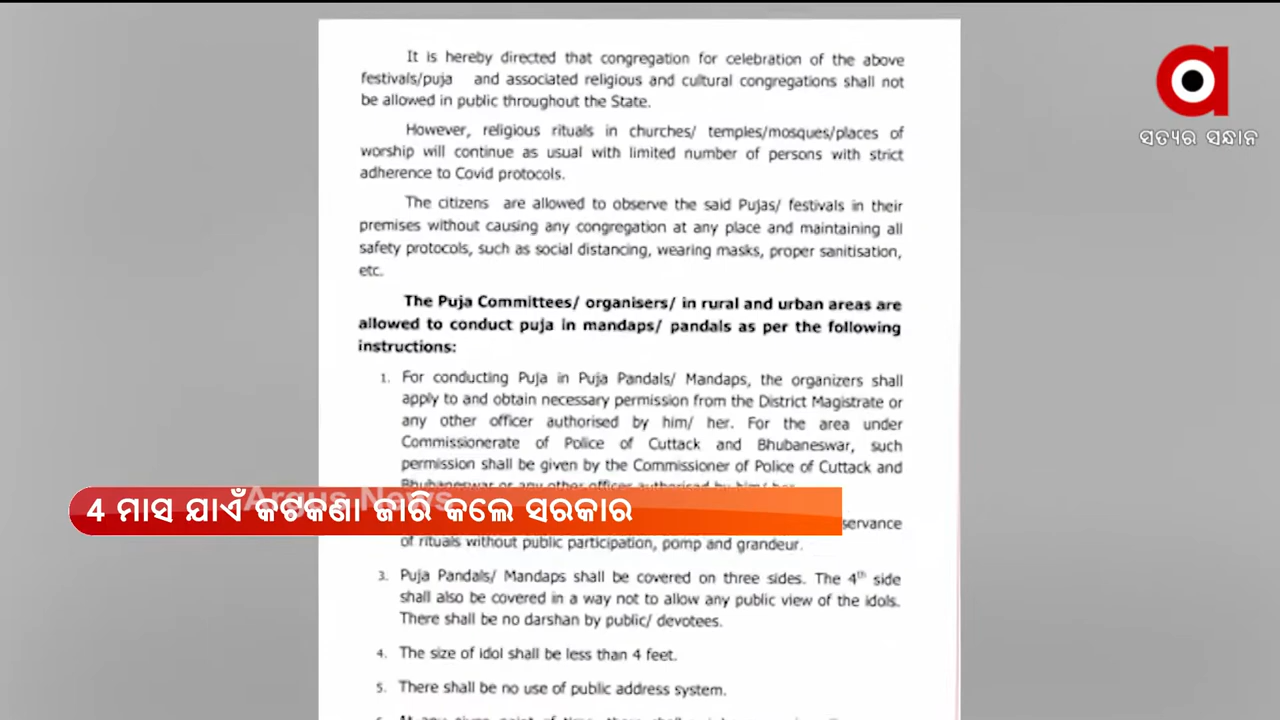 It is hereby directed that congregation for celebration of the above
festivals/puja and associated religious and cultural congregations shall not
be allowed in public throughout the State.
However, religious rituals in churches/ temples/mosques/places of
worship will continue as usual with limited number of persons with strict
adherence to Covid protocols.
The citizens are allowed to observe the said Pujas/ festivals in their
premises without causing any congregation at any place and maintaining all
safety protocols, such as social distancing, wearing masks, proper sanitisation,
etc.
The Puja Committees/ organisers/ in rural and urban areas are
allowed to conduct puja in mandaps/ pandals as per the following
instructions:
1. For conducting Puja in Puja Pandals/ Mandaps, the organizers shall
apply to and obtain necessary permission from the District Magistrate or
any other officer authorised by him/ her. For the area under
Commissionerate of Police of Cuttack and Bhubaneswar, such
permission shall be given by the Commissioner of Police of Cuttack and
Bhubaneswar or any other officer authorised by him/ her.
servance
of rituals without public participation, pomp and grandeur.
3. Puja Pandals/ Mandaps shall be covered on three sides. The 4th side
shall also be covered in a way not to allow any public view of the idols.
There shall be no darshan by public/ devotees.
4. The size of idol shall be less than 4 feet.
5. There shall be no use of public address system.
ସତ୍ୟର ସନ୍ଧାନ
Argus News
4 ମାସ ଯାଏଁ କଟକଣା ଜାରି କଲେ ସରକାର